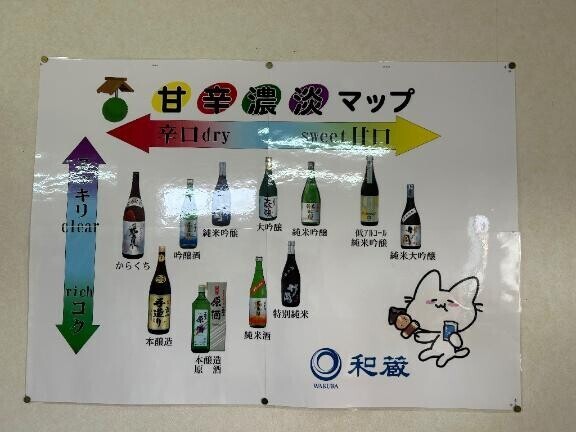 甘辛濃淡マップ
辛口dry sweet甘口
キリ
clear
rich
コク
純米吟醸
大吟醸
純米吟醸
吟醸酒
低アルコール
純米吟醸
純米大吟醸
からくち
本醸造
純米酒
特別純米
本醸造
原酒
WAKURA
和蔵